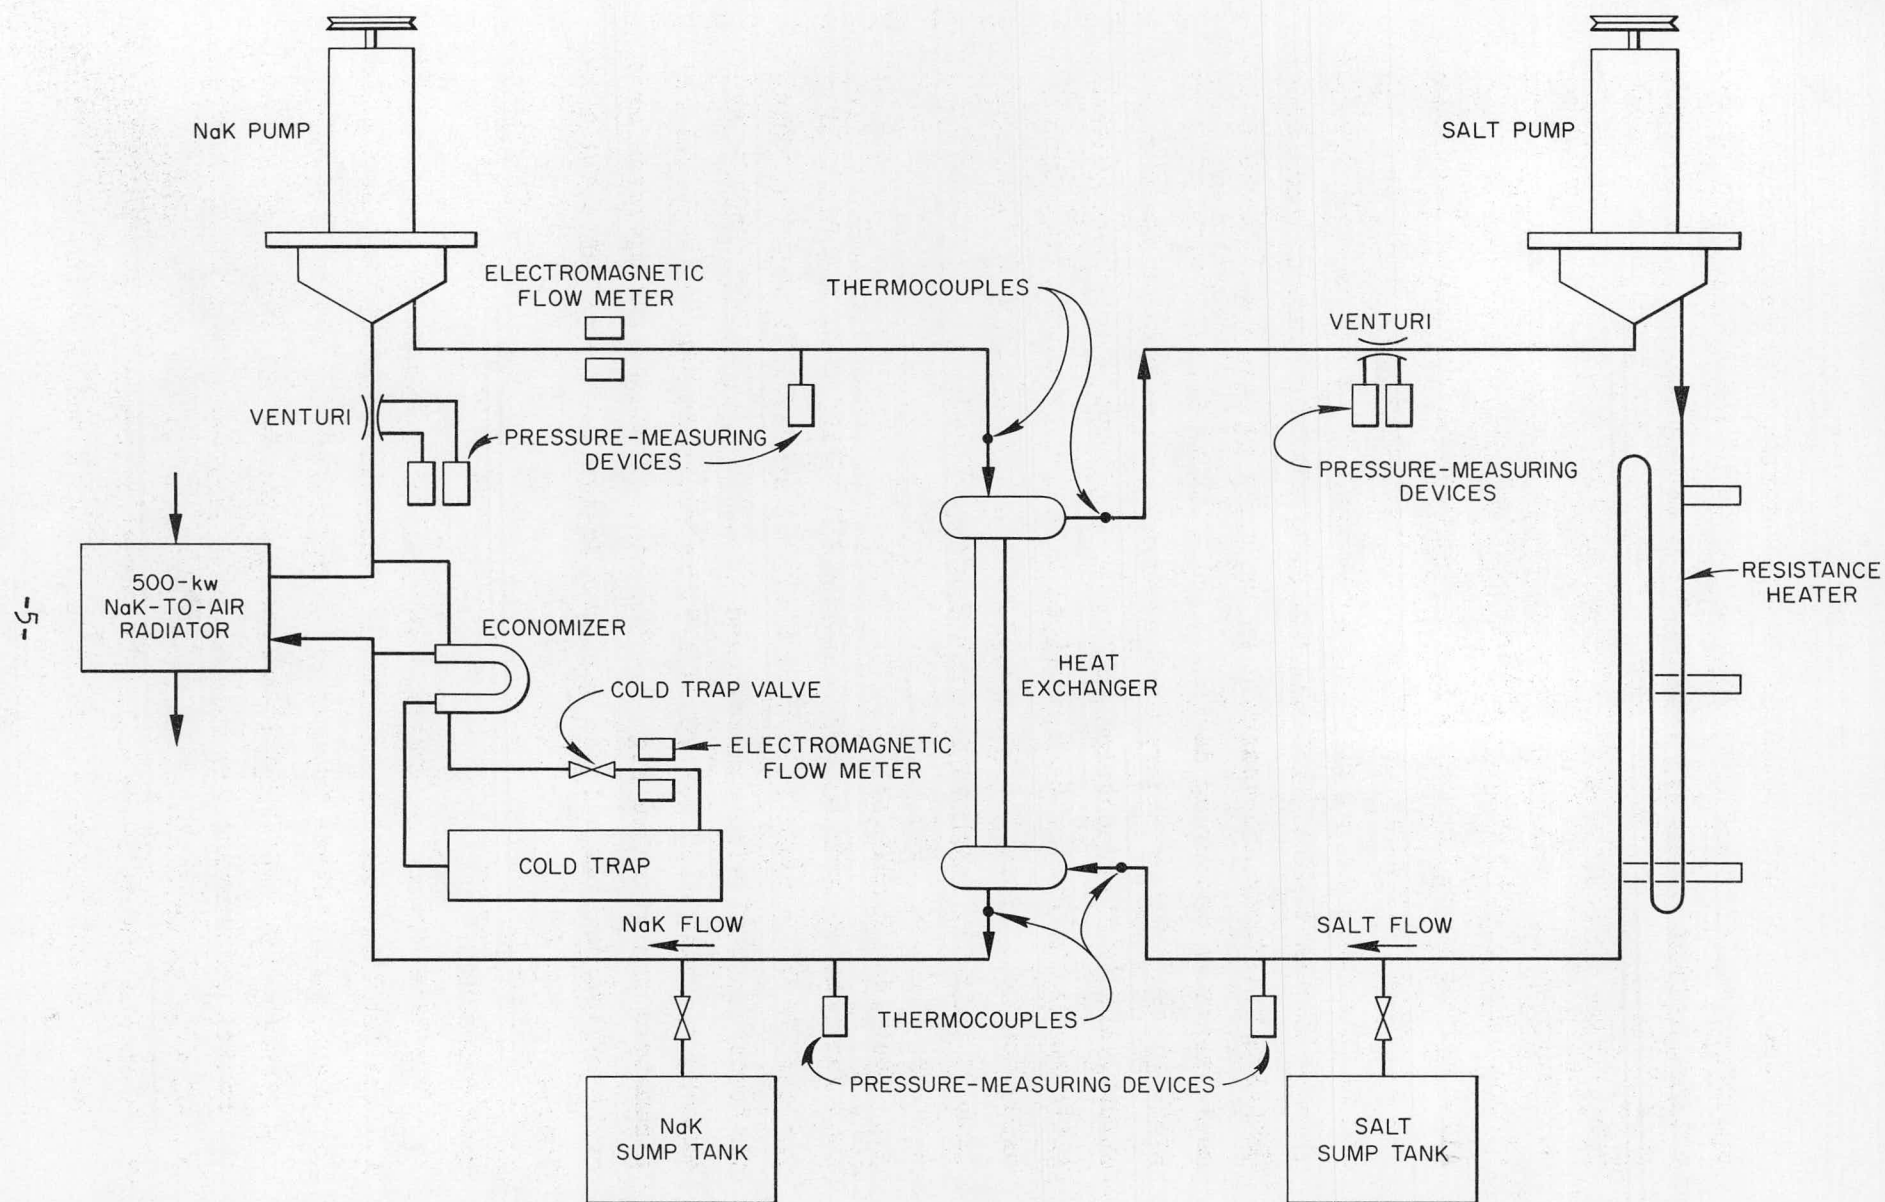 NaK PUMP
SALT PUMP
ELECTROMAGNETIC
FLOW METER
THERMOCOUPLES
VENTURI
VENTURI
PRESSURE-MEASURING
DEVICES
PRESSURE-MEASURING
DEVICES
500-kw
NaK-TO-AIR
RADIATOR
RESISTANCE
HEATER
-5-
ECONOMIZER
HEAT
EXCHANGER
COLD TRAP VALVE
ELECTROMAGNETIC
FLOW METER
COLD TRAP
NaK FLOW
SALT FLOW
THERMOCOUPLES
PRESSURE-MEASURING DEVICES
NaK
SUMP TANK
SALT
SUMP TANK